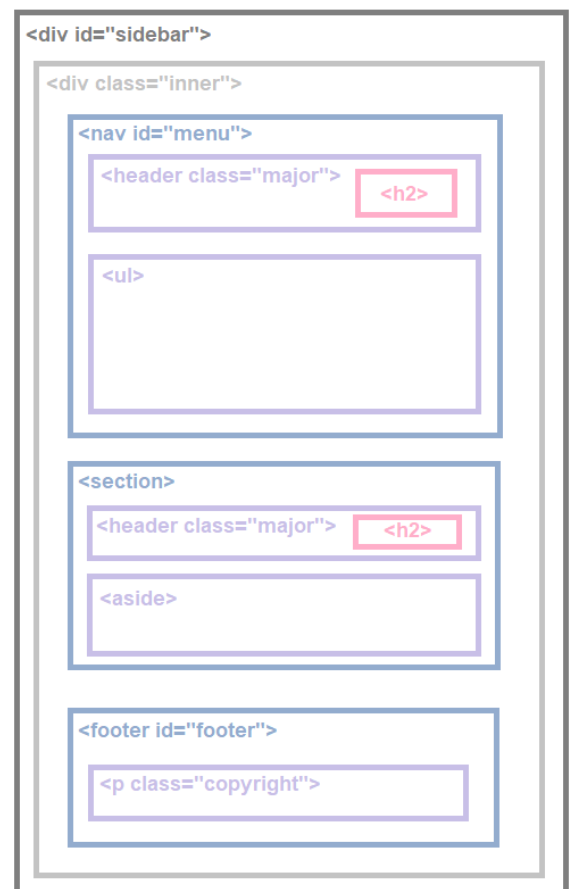 <div id="sidebar">
<div class="inner">
<nav id="menu">
<header class="major"> <h2>
<ul>
<section>
<header class="major"> <h2>
<aside>
<footer id="footer">
<p class="copyright">